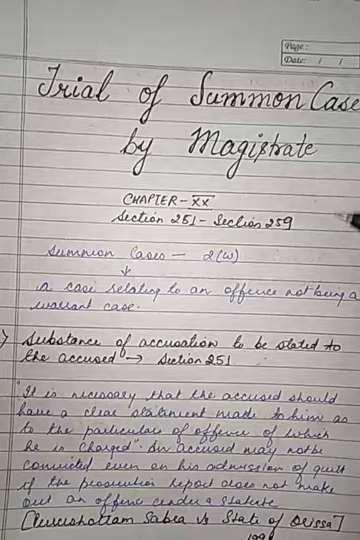 Page:
Date: / /
Trial of Summon Case
by Magistrate
CHAPTER-XX
Section 251 - Section 259
Summon Cases — 2(w)
↓
a case relating to an offence not being a
warrant case.
Substance of accusation to be stated to
the accused → Section 251
"It is necessary that the accused should
have a clear statement made to him as
to the particulars of offence of which
he is charged". An accused may not be
convicted even on his admission of guilt
if the prosecution report does not make
out an offence under a statute
[Purushottam Sabra vs State of Orissa]